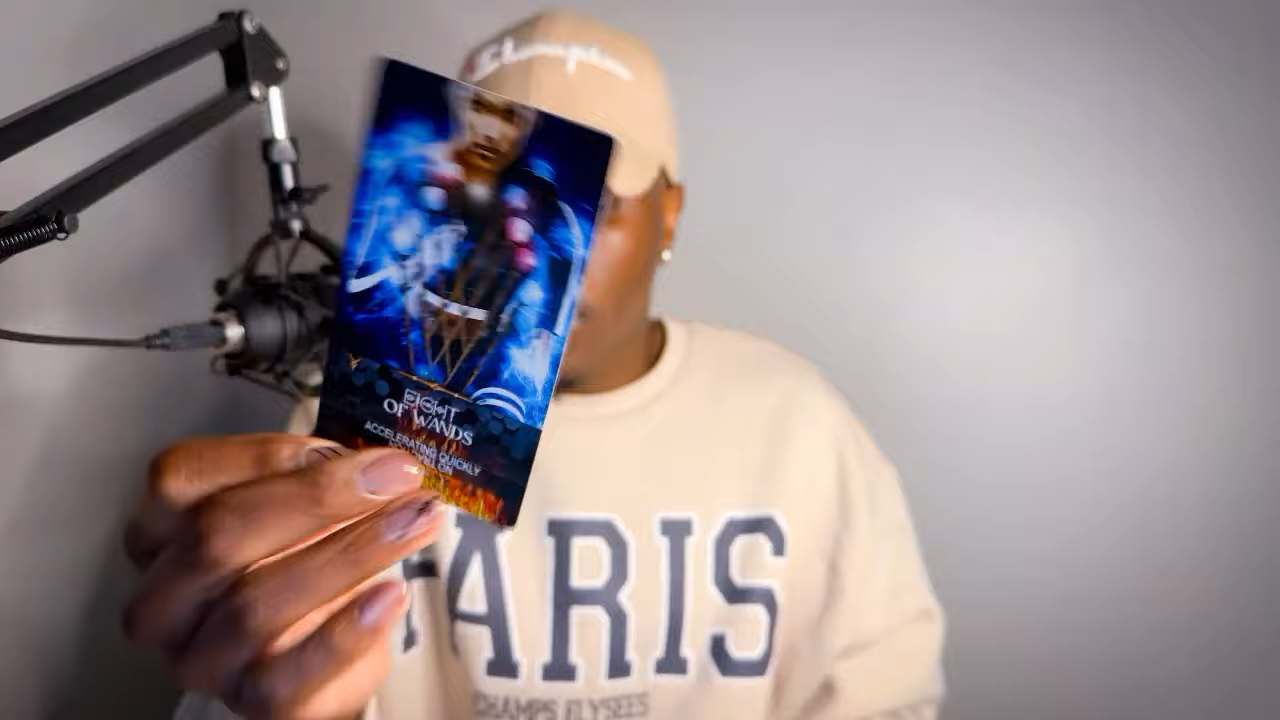 Champion
EIGHT
OF WANDS
ACCELERATING QUICKLY
PARIS
CHAMPS ELYSEES